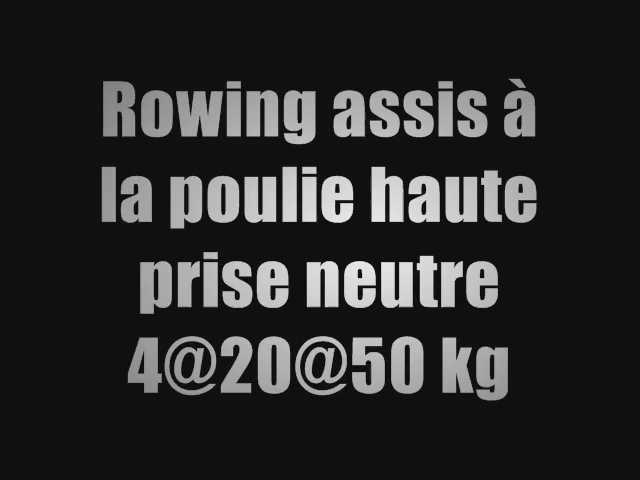 Rowing assis à
la poulie haute
prise neutre
4@20@50 kg